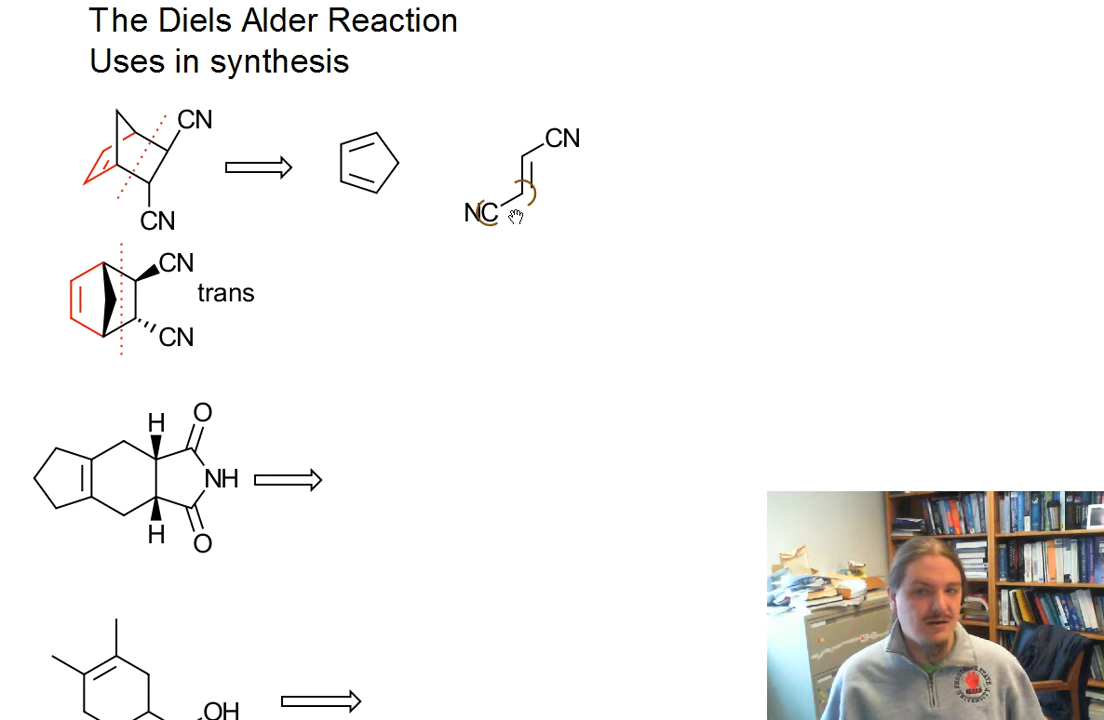 The Diels Alder Reaction
Uses in synthesis
CN
CN
CN
NC
CN
trans
CN
H
O
NH
H
O
OH